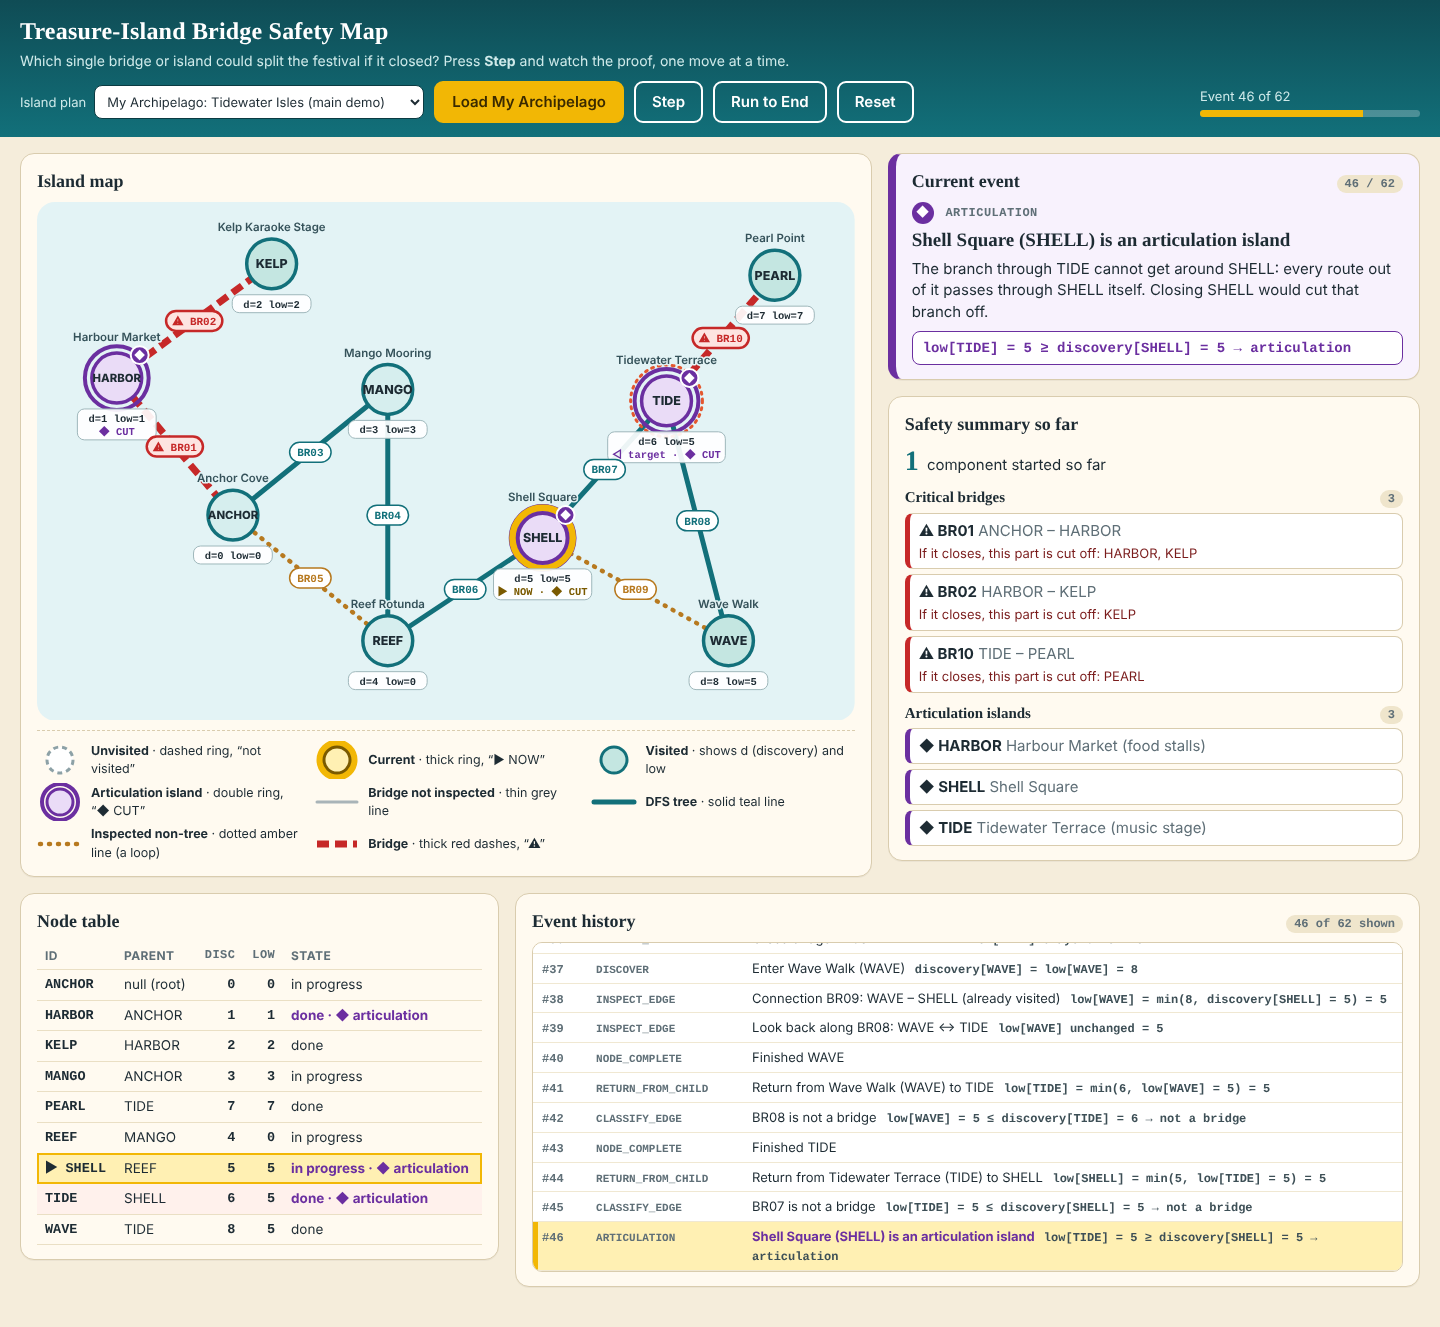 Treasure-Island Bridge Safety Map
Which single bridge or island could split the festival if it closed? Press Step and watch the proof, one move at a time.
Island plan
My Archipelago: Tidewater Isles (main demo)
Load My Archipelago
Step
Run to End
Reset
Event 46 of 62
Island map
Kelp Karaoke Stage
KELP
d=2 low=2
BR02
Harbour Market
HARBOR
d=1 low=1
◆ CUT
BR01
Anchor Cove
ANCHOR
d=0 low=0
Mango Mooring
MANGO
d=3 low=3
BR03
BR04
BR05
Reef Rotunda
REEF
d=4 low=0
BR06
Shell Square
SHELL
d=5 low=5
▶ NOW · ◆ CUT
BR07
Pearl Point
PEARL
d=7 low=7
BR10
Tidewater Terrace
TIDE
d=6 low=5
◁ target · ◆ CUT
BR08
BR09
Wave Walk
WAVE
d=8 low=5
Unvisited · dashed ring, “not
visited”
Current · thick ring, “▶ NOW”
Visited · shows d (discovery) and
low
Articulation island · double ring,
“◆ CUT”
Bridge not inspected · thin grey
line
DFS tree · solid teal line
Inspected non-tree · dotted amber
line (a loop)
Bridge · thick red dashes, “⚠”
Current event
46 / 62
ARTICULATION
Shell Square (SHELL) is an articulation island
The branch through TIDE cannot get around SHELL: every route out
of it passes through SHELL itself. Closing SHELL would cut that
branch off.
low[TIDE] = 5 ≥ discovery[SHELL] = 5 → articulation
Safety summary so far
1 component started so far
Critical bridges
3
⚠ BR01 ANCHOR – HARBOR
If it closes, this part is cut off: HARBOR, KELP
⚠ BR02 HARBOR – KELP
If it closes, this part is cut off: KELP
⚠ BR10 TIDE – PEARL
If it closes, this part is cut off: PEARL
Articulation islands
3
◆ HARBOR Harbour Market (food stalls)
◆ SHELL Shell Square
◆ TIDE Tidewater Terrace (music stage)
Node table
ID PARENT DISC LOW STATE
ANCHOR null (root) 0 0 in progress
HARBOR ANCHOR 1 1 done · ◆ articulation
KELP HARBOR 2 2 done
MANGO ANCHOR 3 3 in progress
PEARL TIDE 7 7 done
REEF MANGO 4 0 in progress
▶ SHELL REEF 5 5 in progress · ◆ articulation
TIDE SHELL 6 5 done · ◆ articulation
WAVE TIDE 8 5 done
Event history
46 of 62 shown
#37 DISCOVER Enter Wave Walk (WAVE) discovery[WAVE] = low[WAVE] = 8
#38 INSPECT_EDGE Connection BR09: WAVE – SHELL (already visited) low[WAVE] = min(8, discovery[SHELL] = 5) = 5
#39 INSPECT_EDGE Look back along BR08: WAVE ↔ TIDE low[WAVE] unchanged = 5
#40 NODE_COMPLETE Finished WAVE
#41 RETURN_FROM_CHILD Return from Wave Walk (WAVE) to TIDE low[TIDE] = min(6, low[WAVE] = 5) = 5
#42 CLASSIFY_EDGE BR08 is not a bridge low[WAVE] = 5 ≤ discovery[TIDE] = 6 → not a bridge
#43 NODE_COMPLETE Finished TIDE
#44 RETURN_FROM_CHILD Return from Tidewater Terrace (TIDE) to SHELL low[SHELL] = min(5, low[TIDE] = 5) = 5
#45 CLASSIFY_EDGE BR07 is not a bridge low[TIDE] = 5 ≤ discovery[SHELL] = 5 → not a bridge
#46 ARTICULATION Shell Square (SHELL) is an articulation island low[TIDE] = 5 ≥ discovery[SHELL] = 5 →
articulation